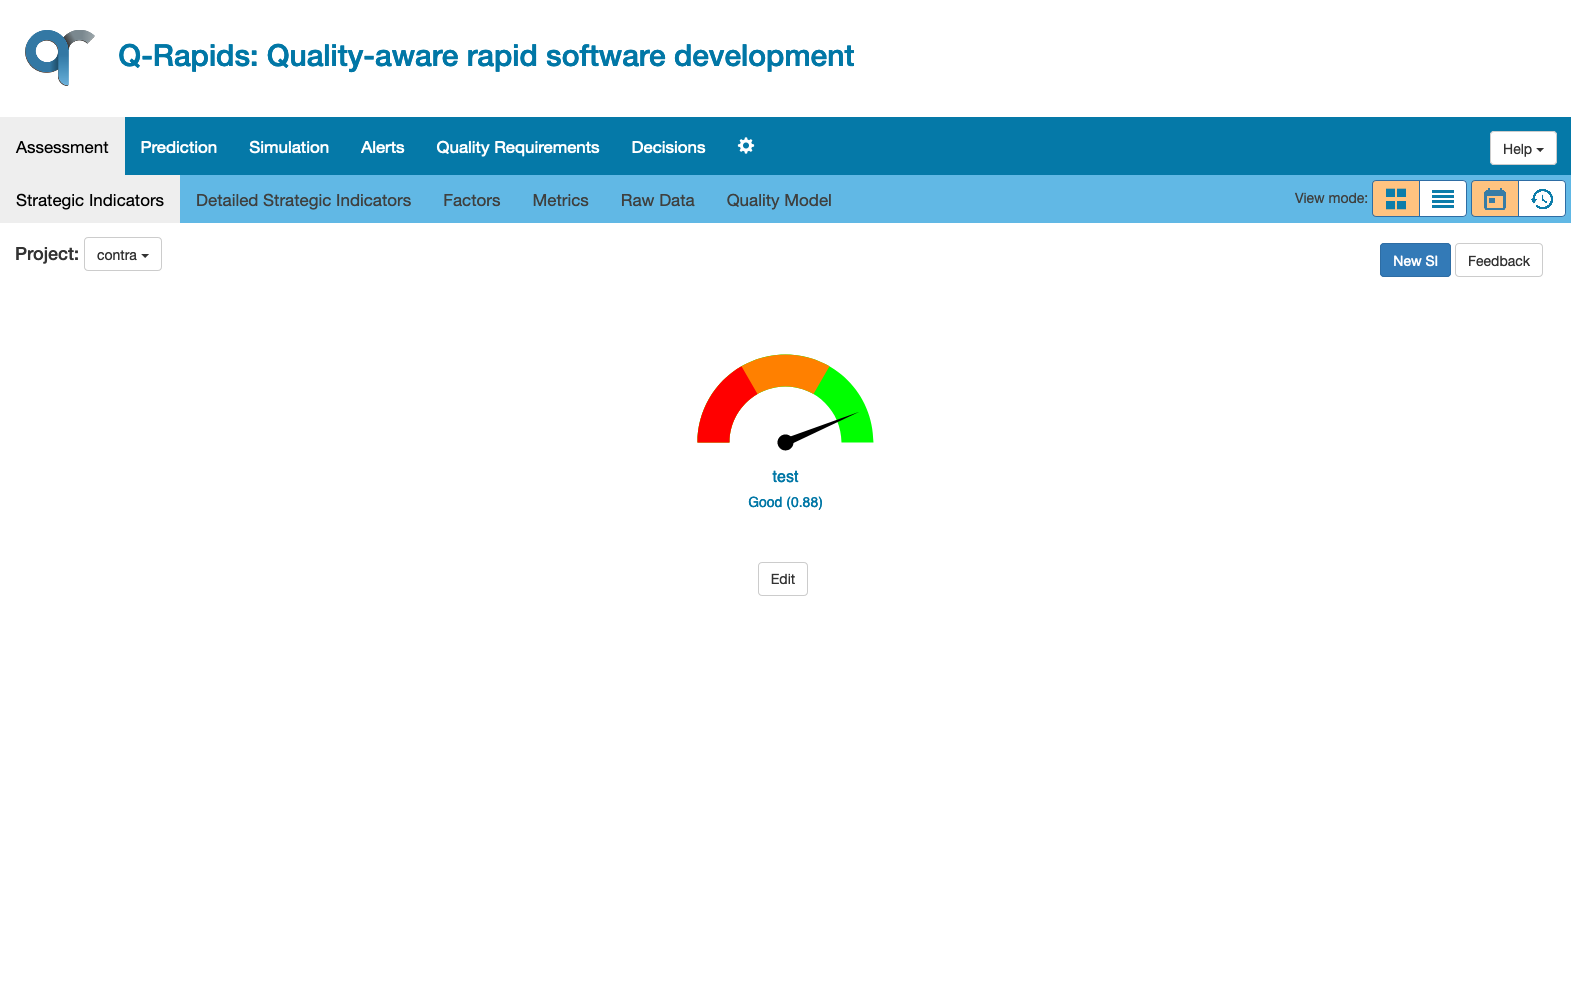 qr
Q-Rapids: Quality-aware rapid software development
Assessment Prediction Simulation Alerts Quality Requirements Decisions Help
Strategic Indicators Detailed Strategic Indicators Factors Metrics Raw Data Quality Model View mode:
Project: contra New SI Feedback
test
Good (0.88)
Edit